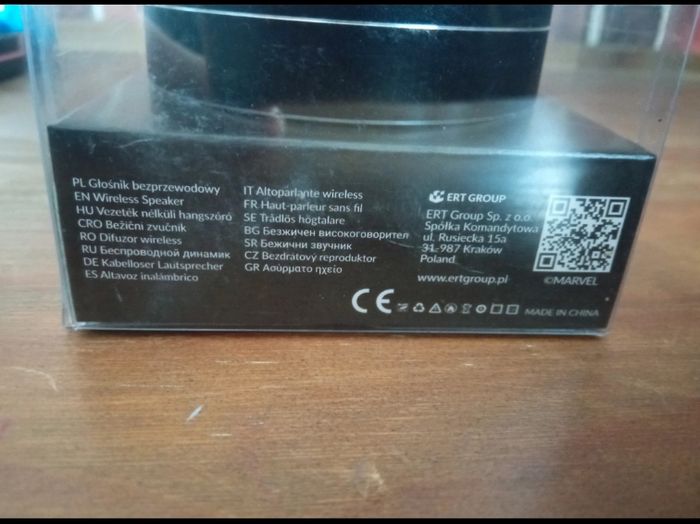 PL Głośnik bezprzewodowy
EN Wireless Speaker
HU Vezeték nélküli hangszóró
CRO Bežični zvučnik
RO Difuzor wireless
RU Беспроводной динамик
DE Kabelloser Lautsprecher
ES Altavoz inalámbrico
IT Altoparlante wireless
FR Haut-parleur sans fil
SE Trådlös högtalare
BG Безжичен високоговорител
SR Бежични звучник
CZ Bezdrátový reproduktor
GR Ασύρματο ηχείο
ERT GROUP
ERT Group Sp. z o.o.
Spółka Komandytowa
ul. Rusiecka 15a
31-987 Kraków
Poland
www.ertgroup.pl
©MARVEL
CE
MADE IN CHINA